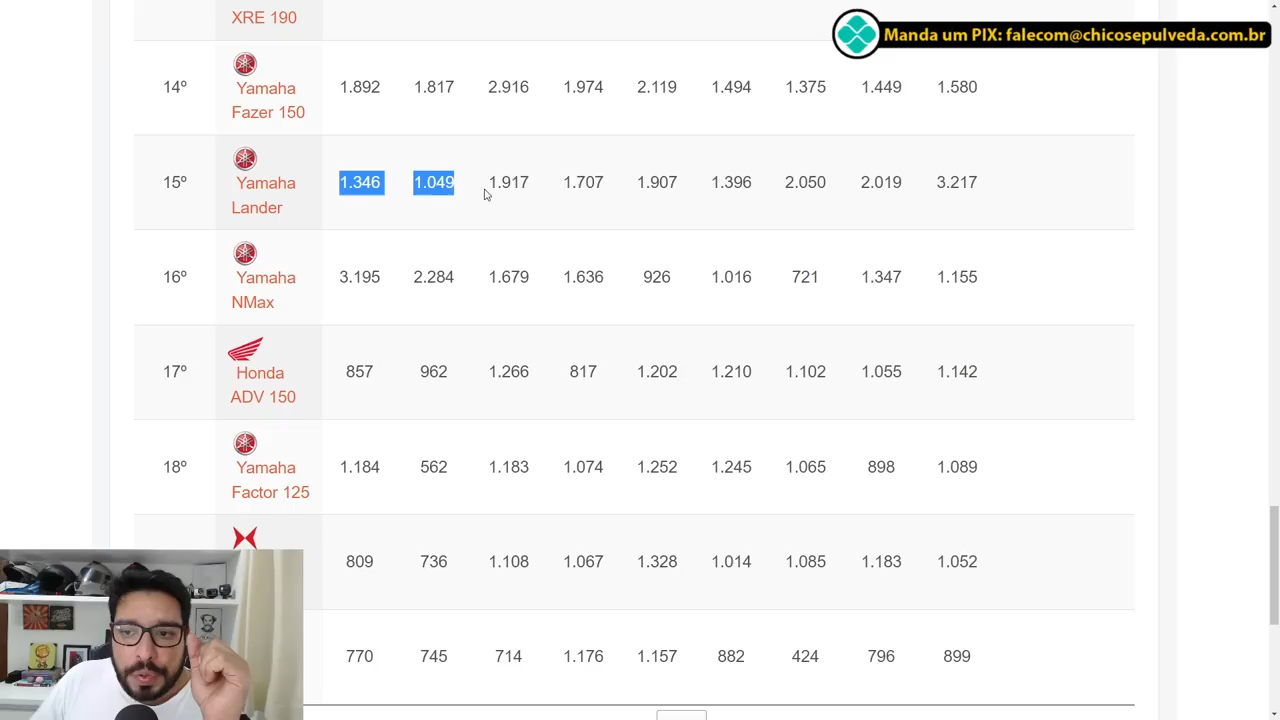 XRE 190
Manda um PIX: falecom@chicosepulveda.com.br
14º Yamaha Fazer 150 1.892 1.817 2.916 1.974 2.119 1.494 1.375 1.449 1.580
15º Yamaha Lander 1.346 1.049 1.917 1.707 1.907 1.396 2.050 2.019 3.217
16º Yamaha NMax 3.195 2.284 1.679 1.636 926 1.016 721 1.347 1.155
17º Honda ADV 150 857 962 1.266 817 1.202 1.210 1.102 1.055 1.142
18º Yamaha Factor 125 1.184 562 1.183 1.074 1.252 1.245 1.065 898 1.089
809 736 1.108 1.067 1.328 1.014 1.085 1.183 1.052
770 745 714 1.176 1.157 882 424 796 899